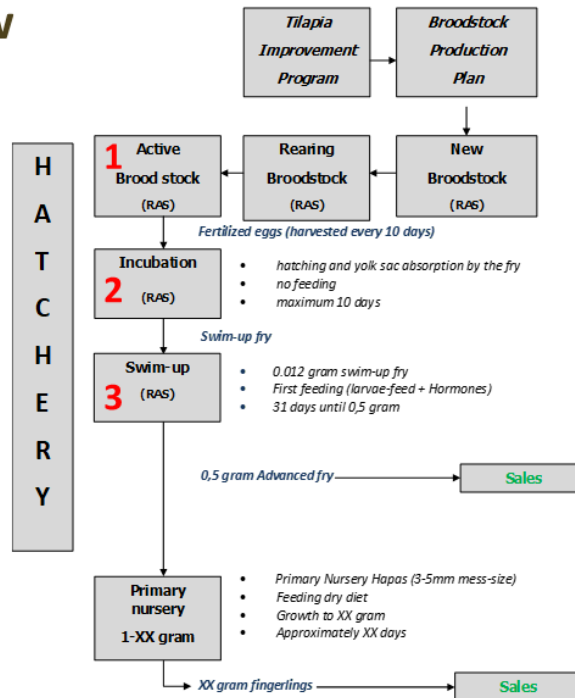 Tilapia
Improvement
Program
Broodstock
Production
Plan
H
A
T
C
H
E
R
Y
1 Active
Brood stock
(RAS)
Rearing
Broodstock
(RAS)
New
Broodstock
(RAS)
Fertilized eggs (harvested every 10 days)
Incubation
2 (RAS)
• hatching and yolk sac absorption by the fry
• no feeding
• maximum 10 days
Swim-up fry
Swim-up
3 (RAS)
• 0.012 gram swim-up fry
• First feeding (larvae-feed + Hormones)
• 31 days until 0,5 gram
0,5 gram Advanced fry
Sales
Primary
nursery
1-XX gram
• Primary Nursery Hapas (3-5mm mess-size)
• Feeding dry diet
• Growth to XX gram
• Approximately XX days
XX gram fingerlings
Sales